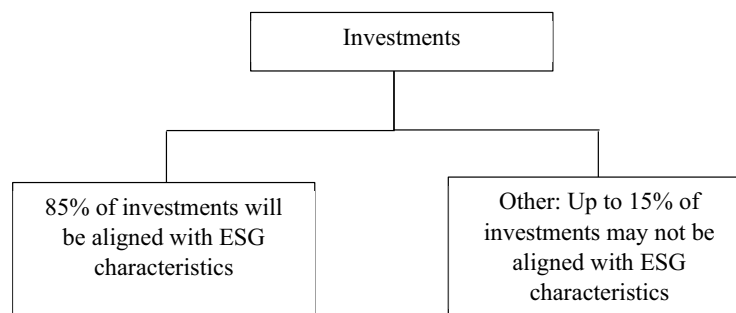 Investments
85% of investments will
be aligned with ESG
characteristics
Other: Up to 15% of
investments may not be
aligned with ESG
characteristics